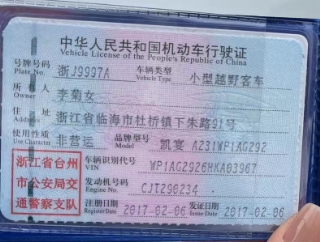 中华人民共和国机动车行驶证
Vehicle License of the People's Republic of China
号牌号码 浙J9997A 车辆类型 小型越野客车
Plate No. Vehicle Type
所有人 李菊女
Owner
住址 浙江省临海市杜桥镇下朱路91号
Address
使用性质 非营运 品牌型号 凯宴 AZ31WP1AG292
Use Character Model
浙江省台州
市公安局交
通警察支队
车辆识别代号 WP1AG2926HKA03967
VIN
发动机号码 CJT298234
Engine No.
注册日期 2017-02-06 发证日期 2017-02-06
Register Date Issue Date